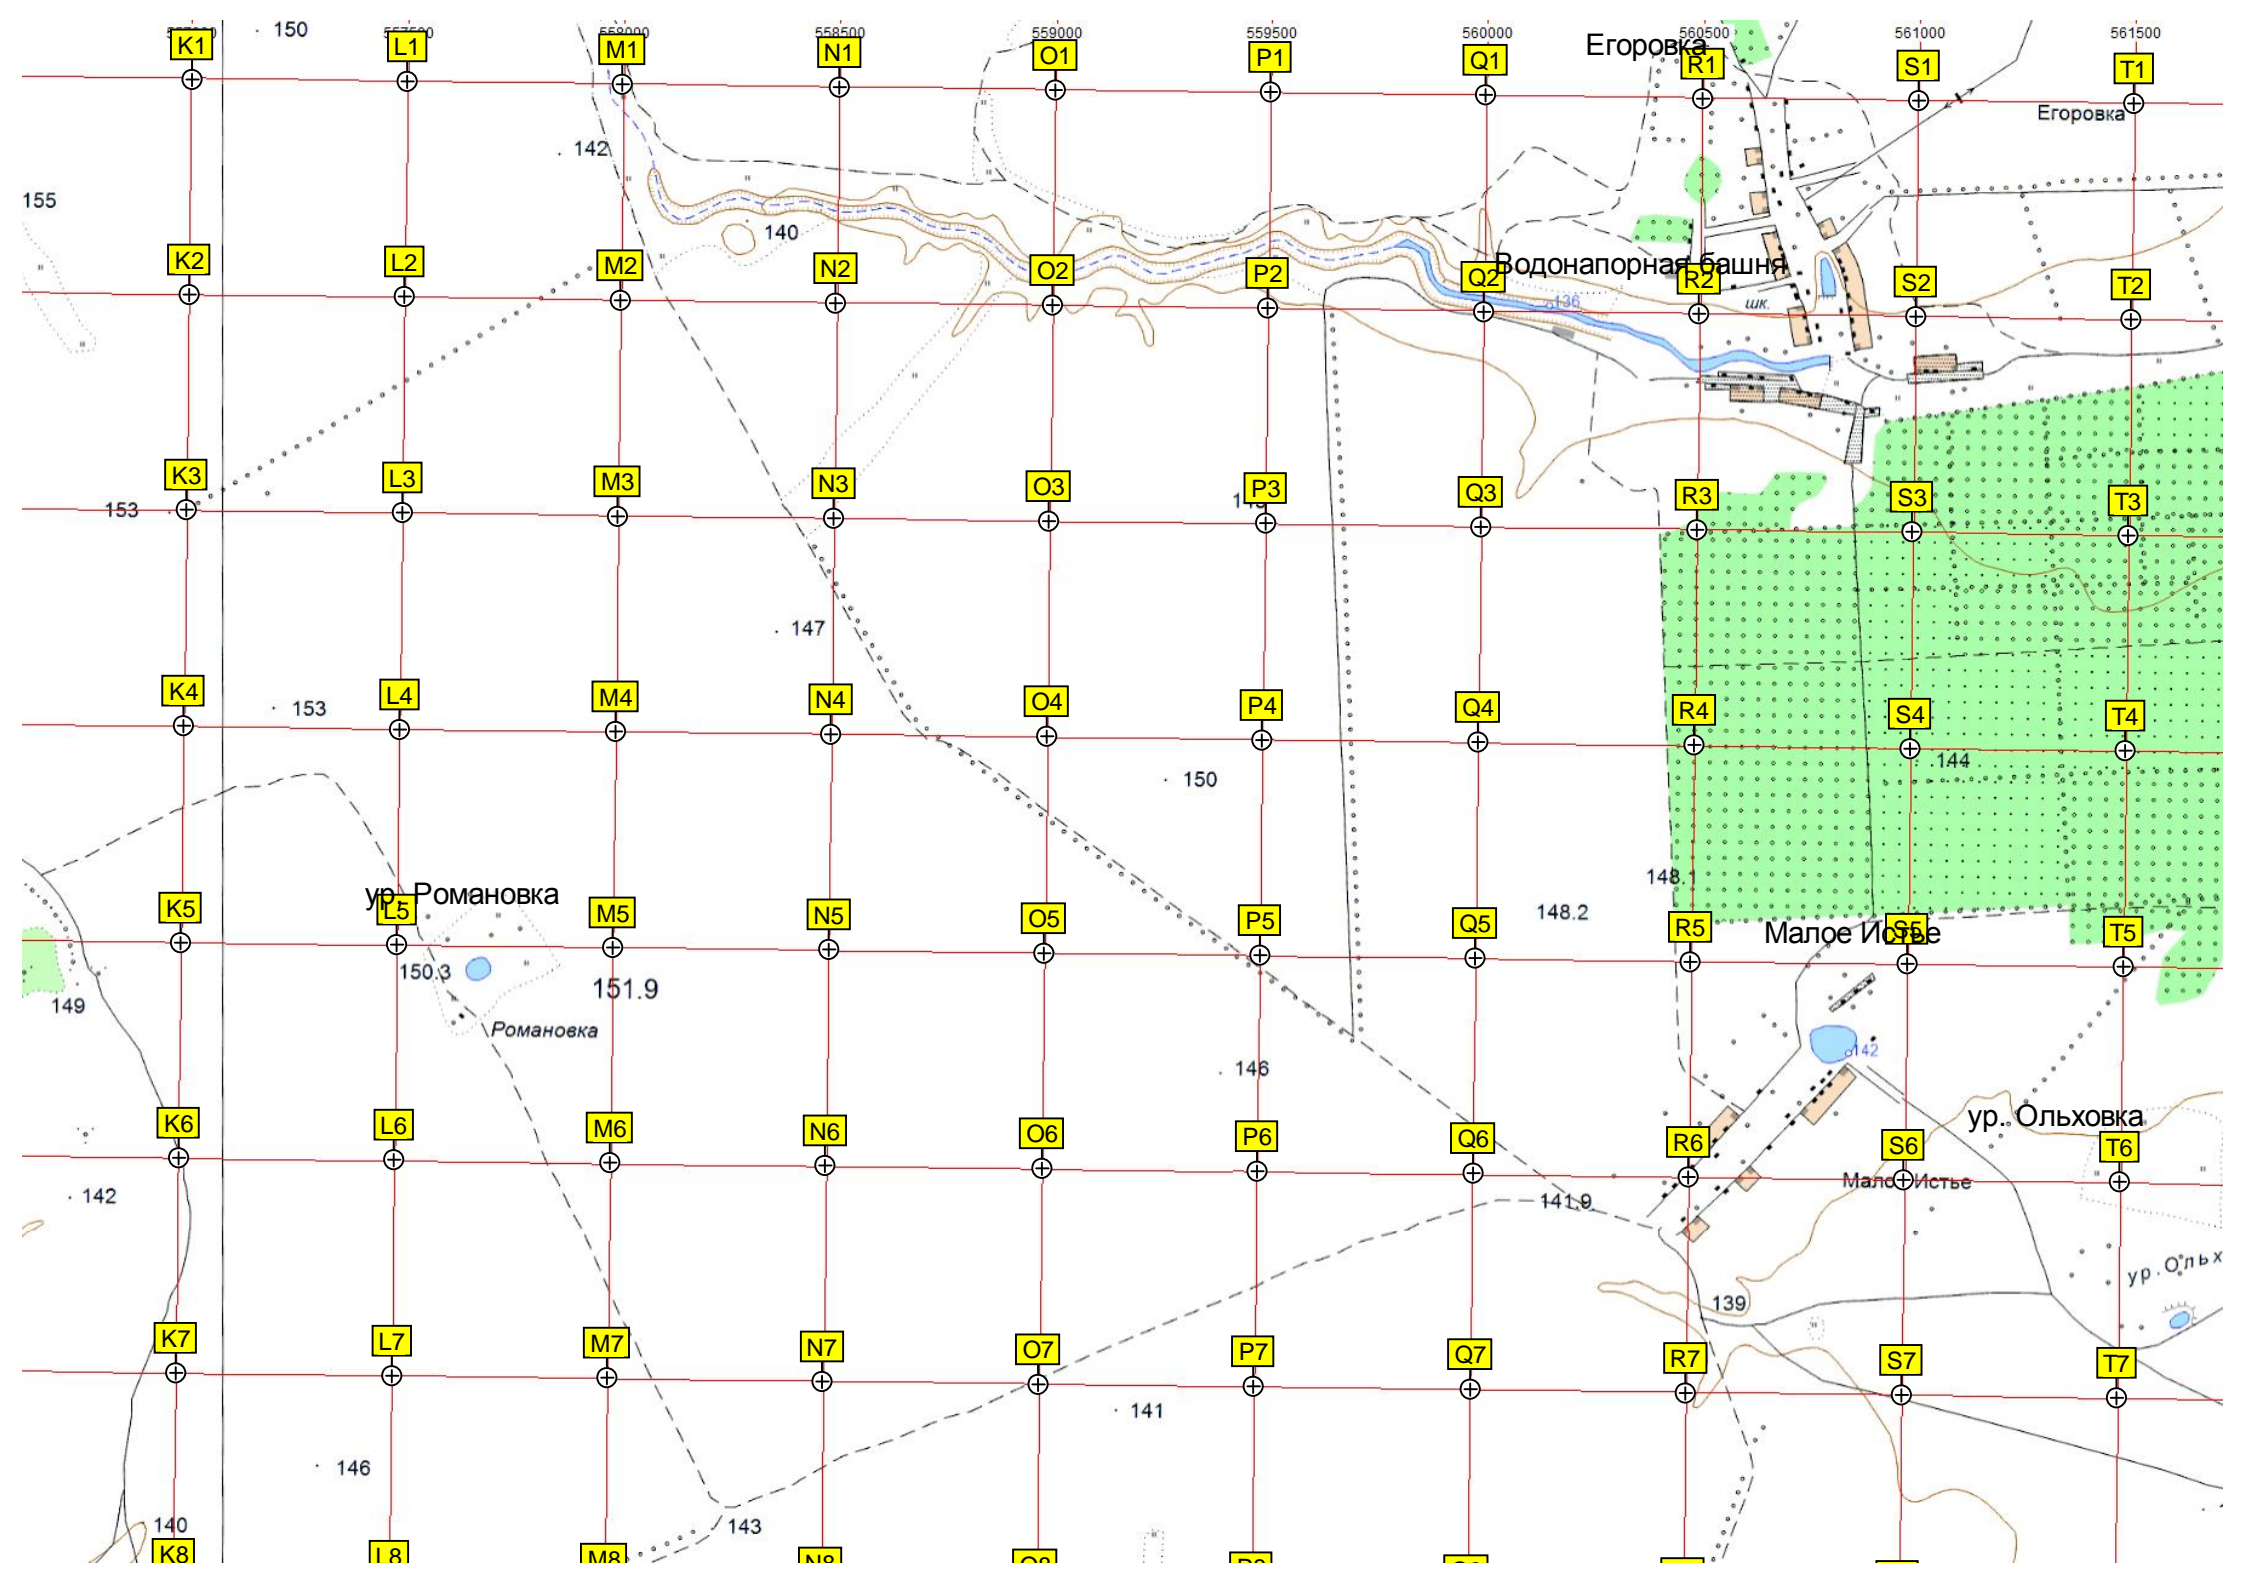 150
557000 557500 558000 558500 559000 559500 560000 560500 561000 561500
Егоровка
K1 L1 M1 N1 O1 P1 Q1 R1 S1 T1
Егоровка
142
155
140
Водонапорная башня
K2 L2 M2 N2 O2 P2 Q2 R2 S2 T2
136
шк.
K3 L3 M3 N3 O3 P3 Q3 R3 S3 T3
153
147
K4 L4 M4 N4 O4 P4 Q4 R4 S4 T4
153
144
150
148.1
ур. Романовка
148.2
K5 L5 M5 N5 O5 P5 Q5 R5 S5 T5
Малое Истье
150.3
151.9
149
Романовка
142
146
ур. Ольховка
K6 L6 M6 N6 O6 P6 Q6 R6 S6 T6
Малое Истье
142
141.9
ур. Ольх
139
K7 L7 M7 N7 O7 P7 Q7 R7 S7 T7
141
146
140
143
K8 L8 M8 N8 O8 P8